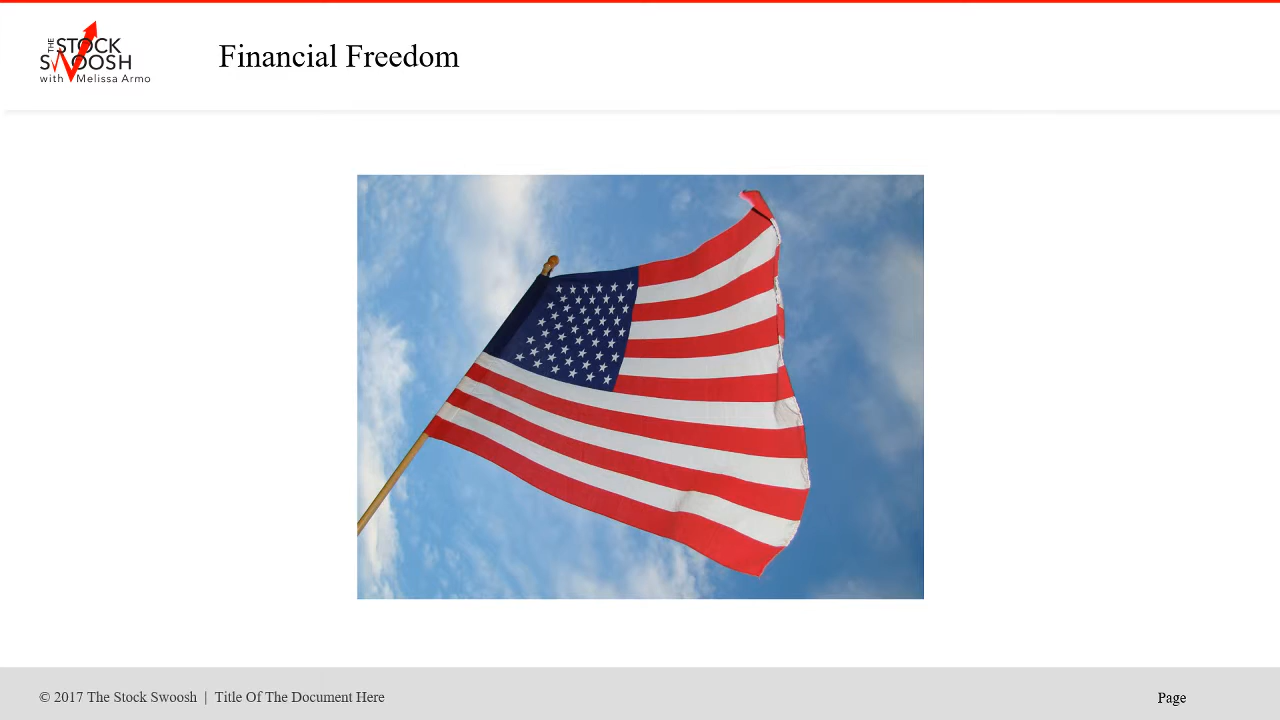 THE STOCK
SWOOSH
with Melissa Armo
Financial Freedom
© 2017 The Stock Swoosh | Title Of The Document Here
Page